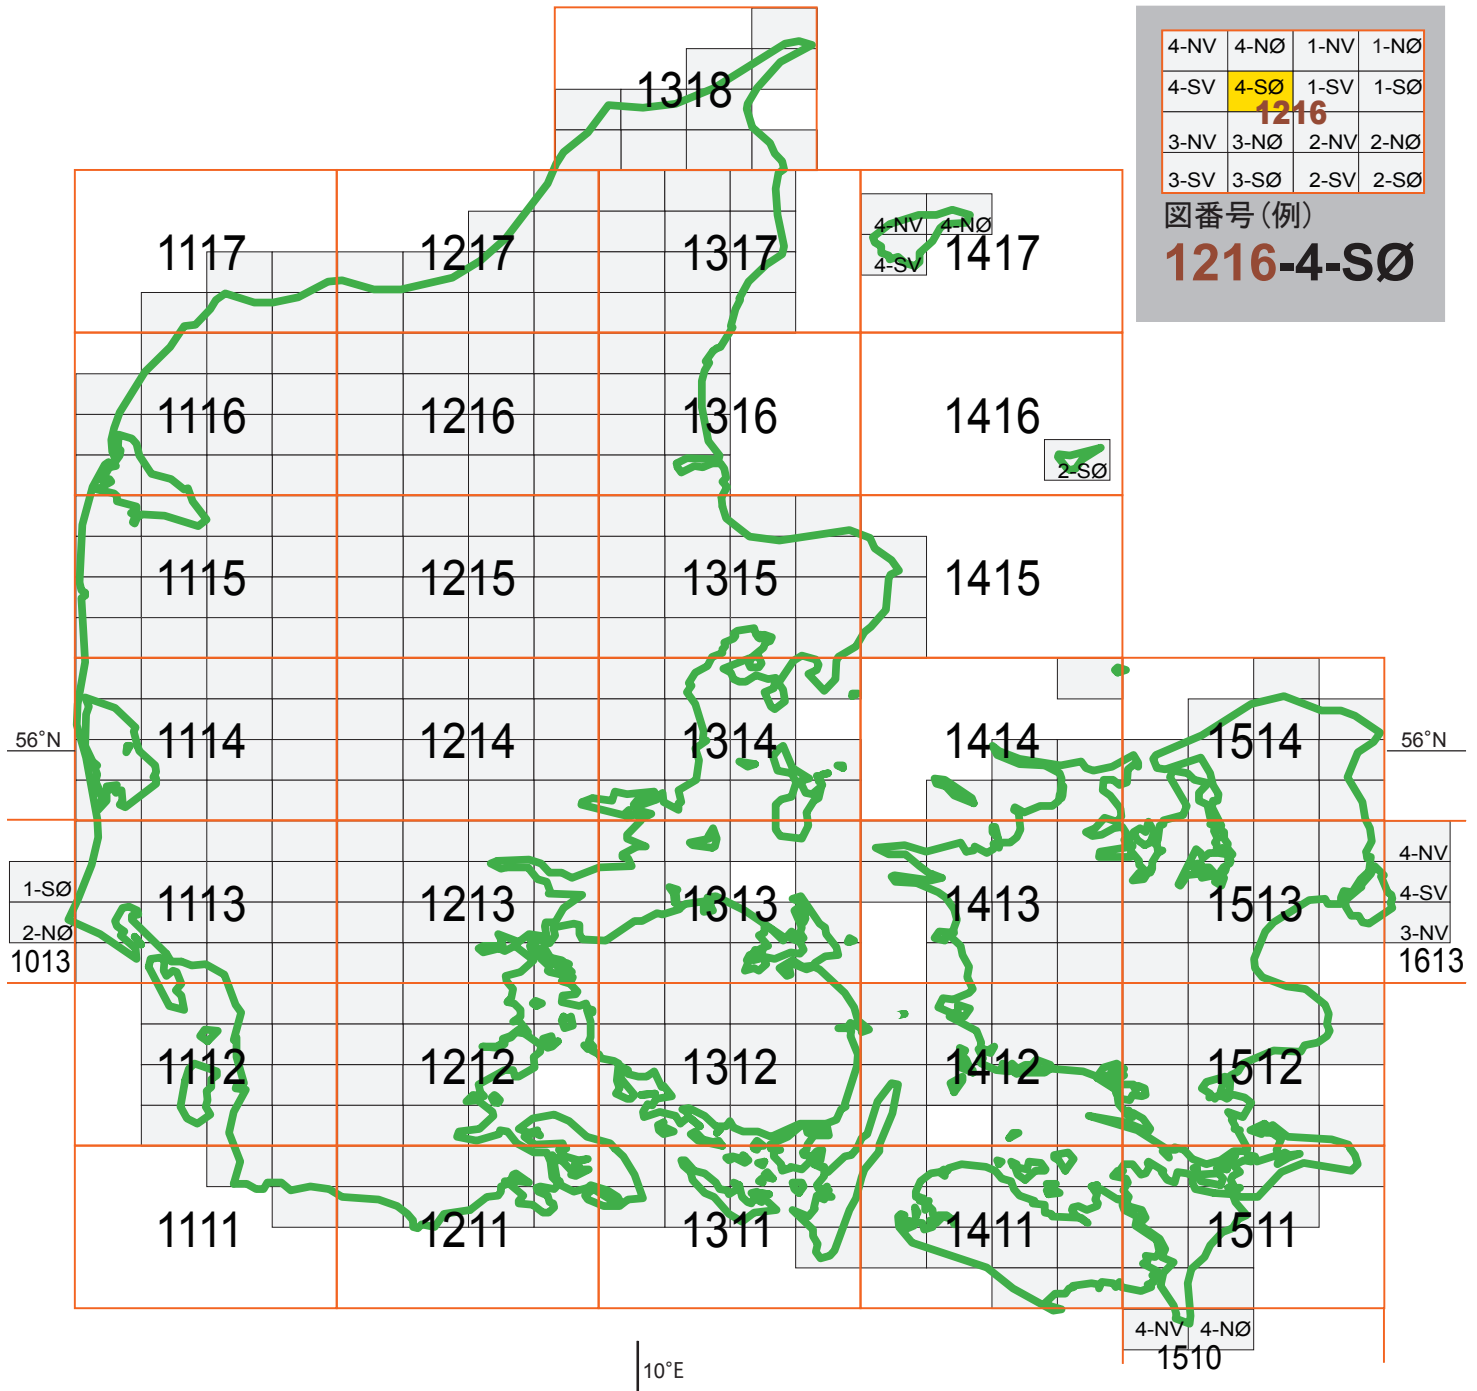 4-NV 4-NØ 1-NV 1-NØ
4-SV 4-SØ 1-SV 1-SØ
1216
3-NV 3-NØ 2-NV 2-NØ
3-SV 3-SØ 2-SV 2-SØ
図番号(例)
1216-4-SØ
1318
4-NV 4-NØ
1117 1217 1317 1417
4-SV
1116 1216 1316 1416
2-SØ
1115 1215 1315 1415
56°N 1114 1214 1314 1414 1514 56°N
4-NV
1-SØ 4-SV
1113 1213 1313 1413 1513
2-NØ 3-NV
1013 1613
1112 1212 1312 1412 1512
1111 1211 1311 1411 1511
4-NV 4-NØ
1510
10°E